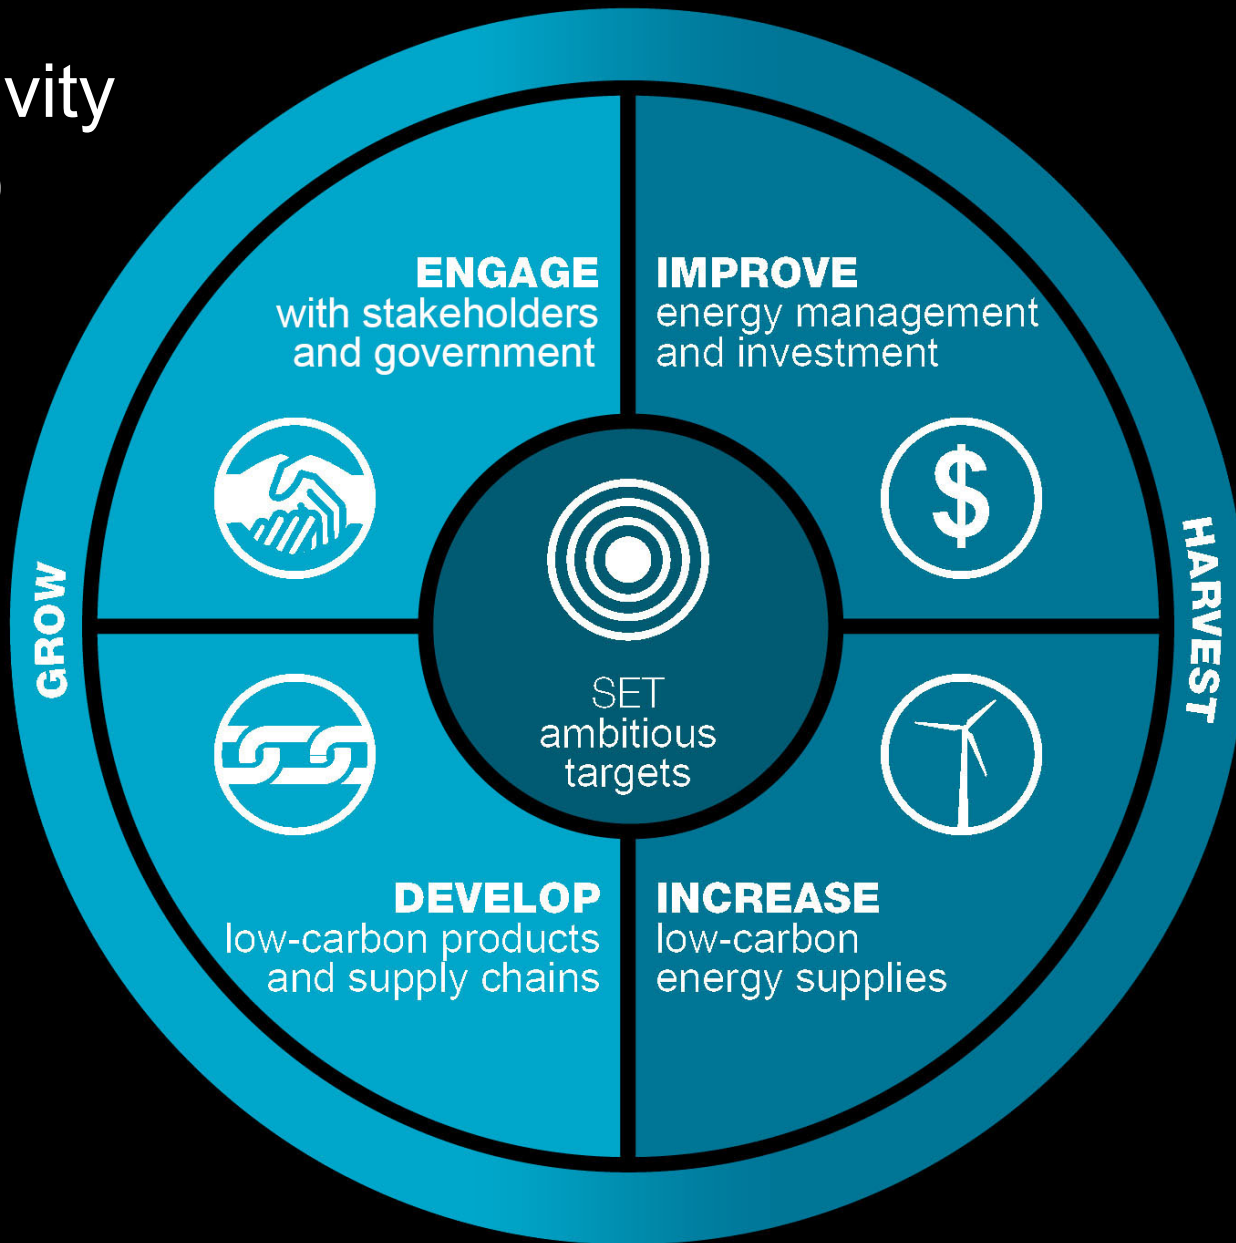 vity
ENGAGE
with stakeholders
and government
IMPROVE
energy management
and investment
$
GROW
HARVEST
SET
ambitious
targets
DEVELOP
low-carbon products
and supply chains
INCREASE
low-carbon
energy supplies